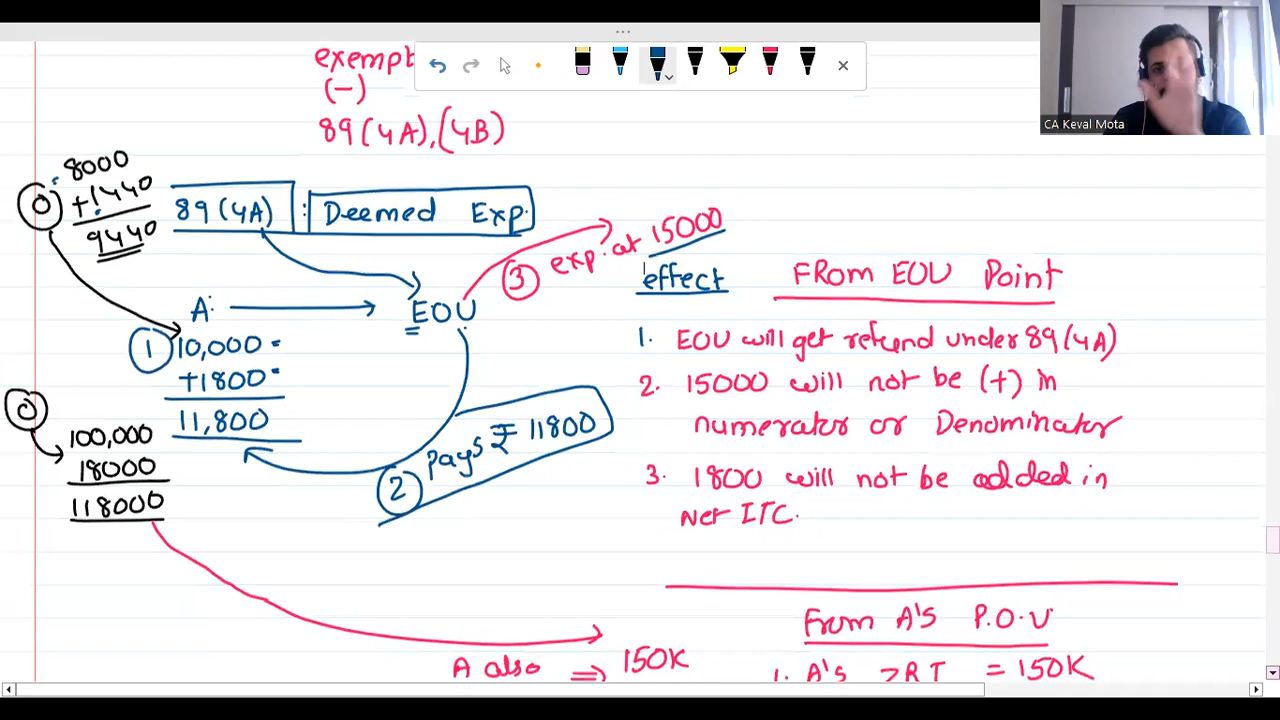 exempt
(-)
89(4A),(4B)
CA Keval Mota
8000
+1440
9440
0
89(4A) : Deemed Exp.
③ exp. at 15000
A: → EOU
① 10,000
+1800
11,800
② Pays ₹ 11800
0
100,000
18000
118000
effect FROM EOU Point
1. EOU will get refund under 89(4A)
2. 15000 will not be (+) in
numerator or Denominator
3. 1800 will not be added in
Net ITC.
From A's P.O.V
A also ⇒ 150K
1. A's ZRT = 150K